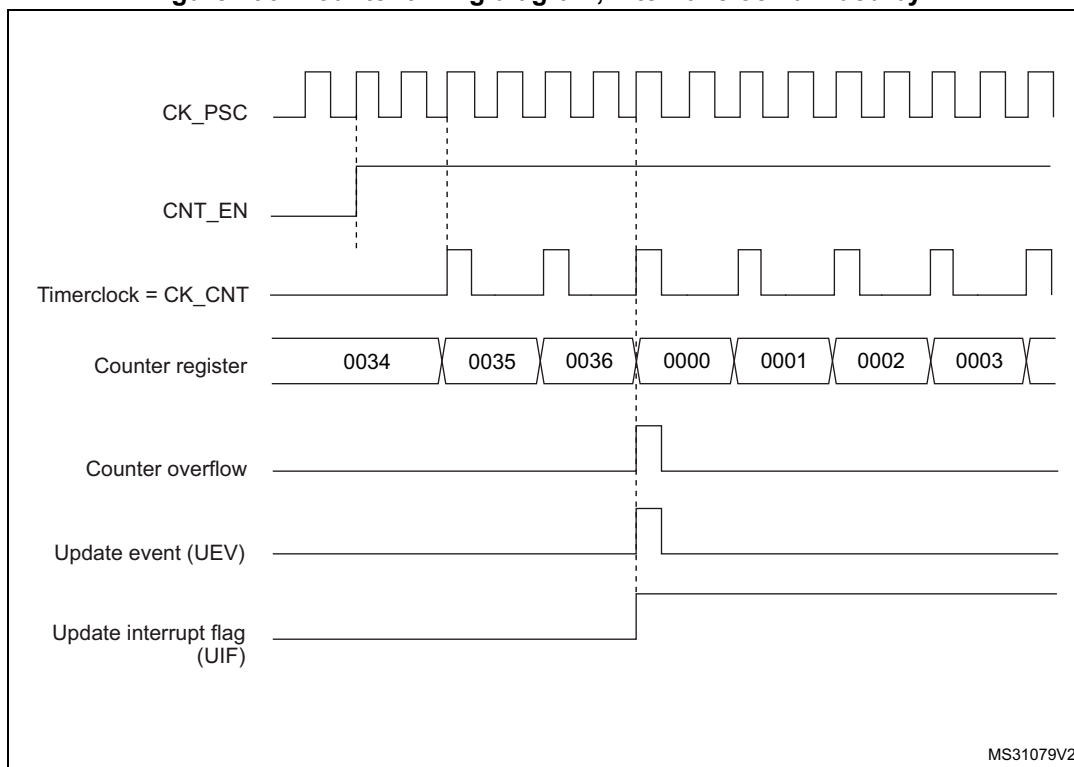 CK_PSC
CNT_EN
Timerclock = CK_CNT
Counter register
0034 0035 0036 0000 0001 0002 0003
Counter overflow
Update event (UEV)
Update interrupt flag
(UIF)
MS31079V2